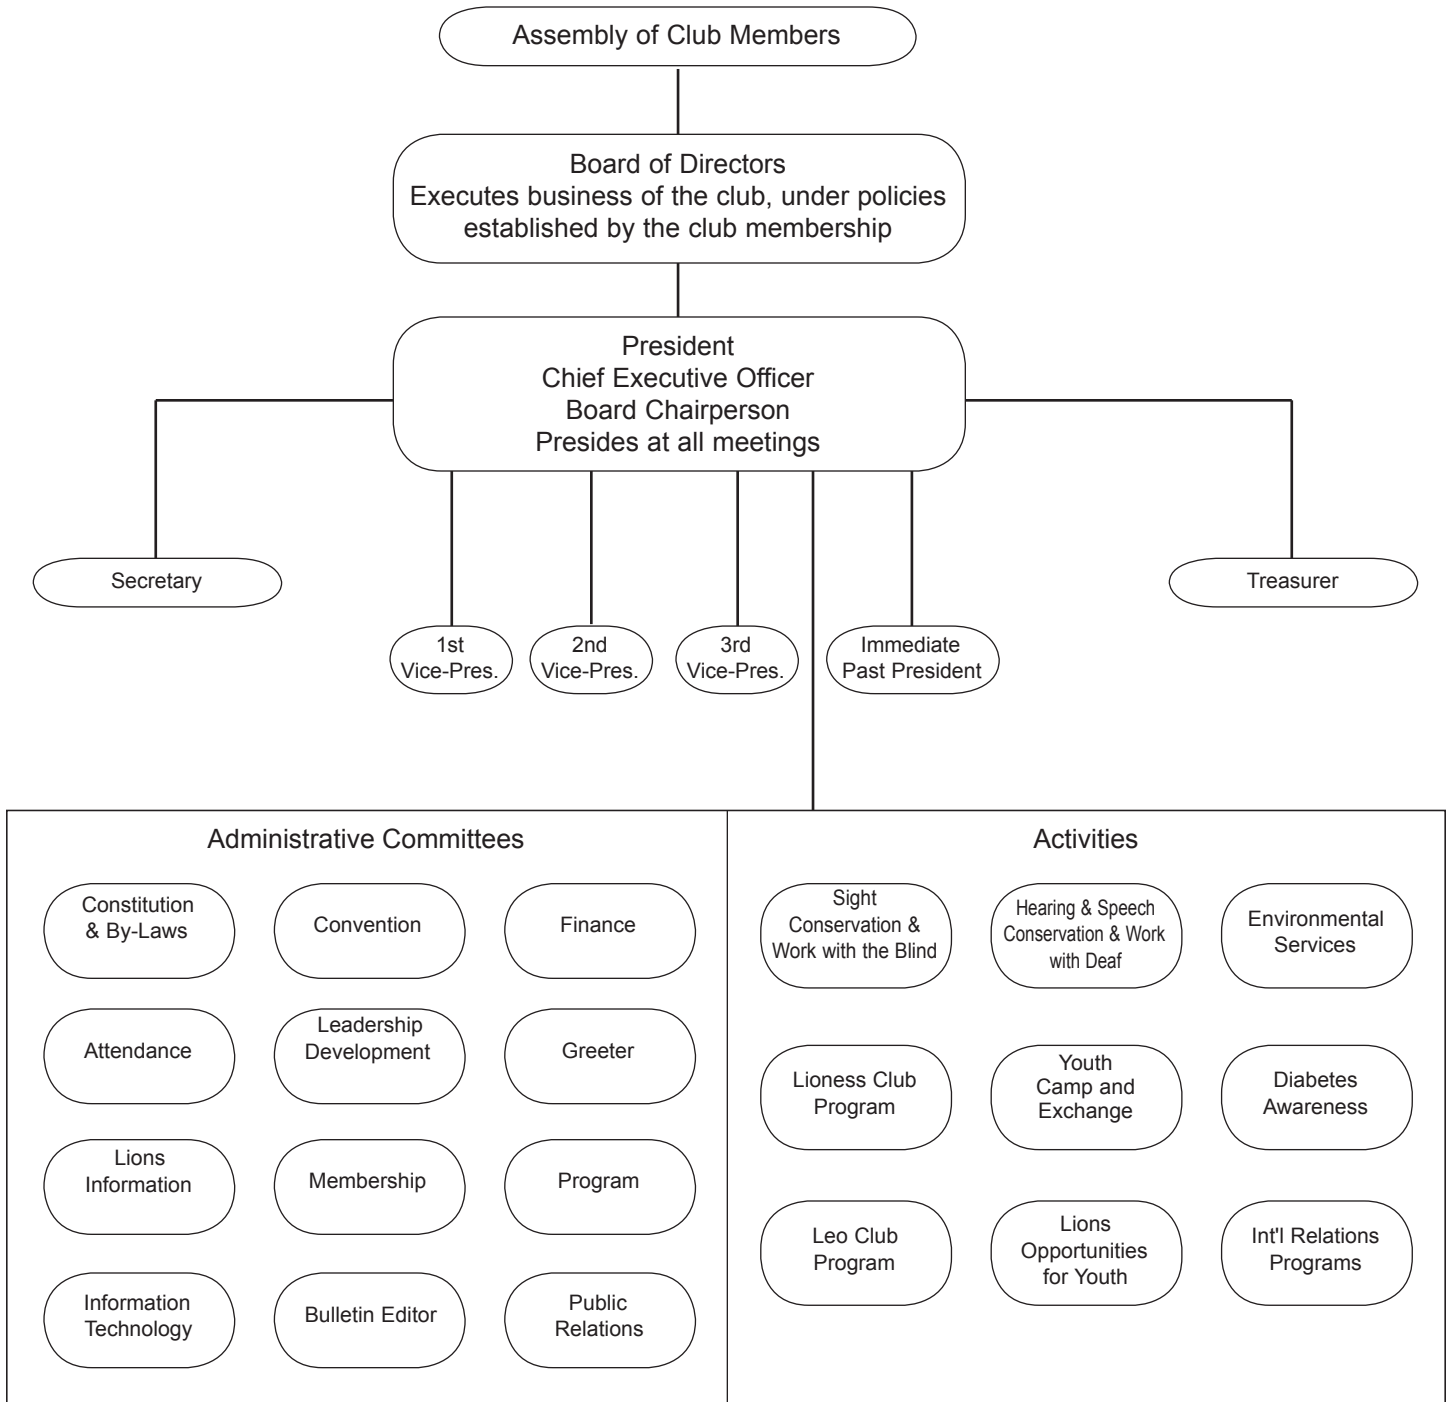 Assembly of Club Members
Board of Directors
Executes business of the club, under policies
established by the club membership
President
Chief Executive Officer
Board Chairperson
Presides at all meetings
Secretary
Treasurer
1st
Vice-Pres.
2nd
Vice-Pres.
3rd
Vice-Pres.
Immediate
Past President
Administrative Committees
Constitution
& By-Laws
Convention
Finance
Attendance
Leadership
Development
Greeter
Lions
Information
Membership
Program
Information
Technology
Bulletin Editor
Public
Relations
Activities
Sight
Conservation &
Work with the Blind
Hearing & Speech
Conservation & Work
with Deaf
Environmental
Services
Lioness Club
Program
Youth
Camp and
Exchange
Diabetes
Awareness
Leo Club
Program
Lions
Opportunities
for Youth
Int'l Relations
Programs